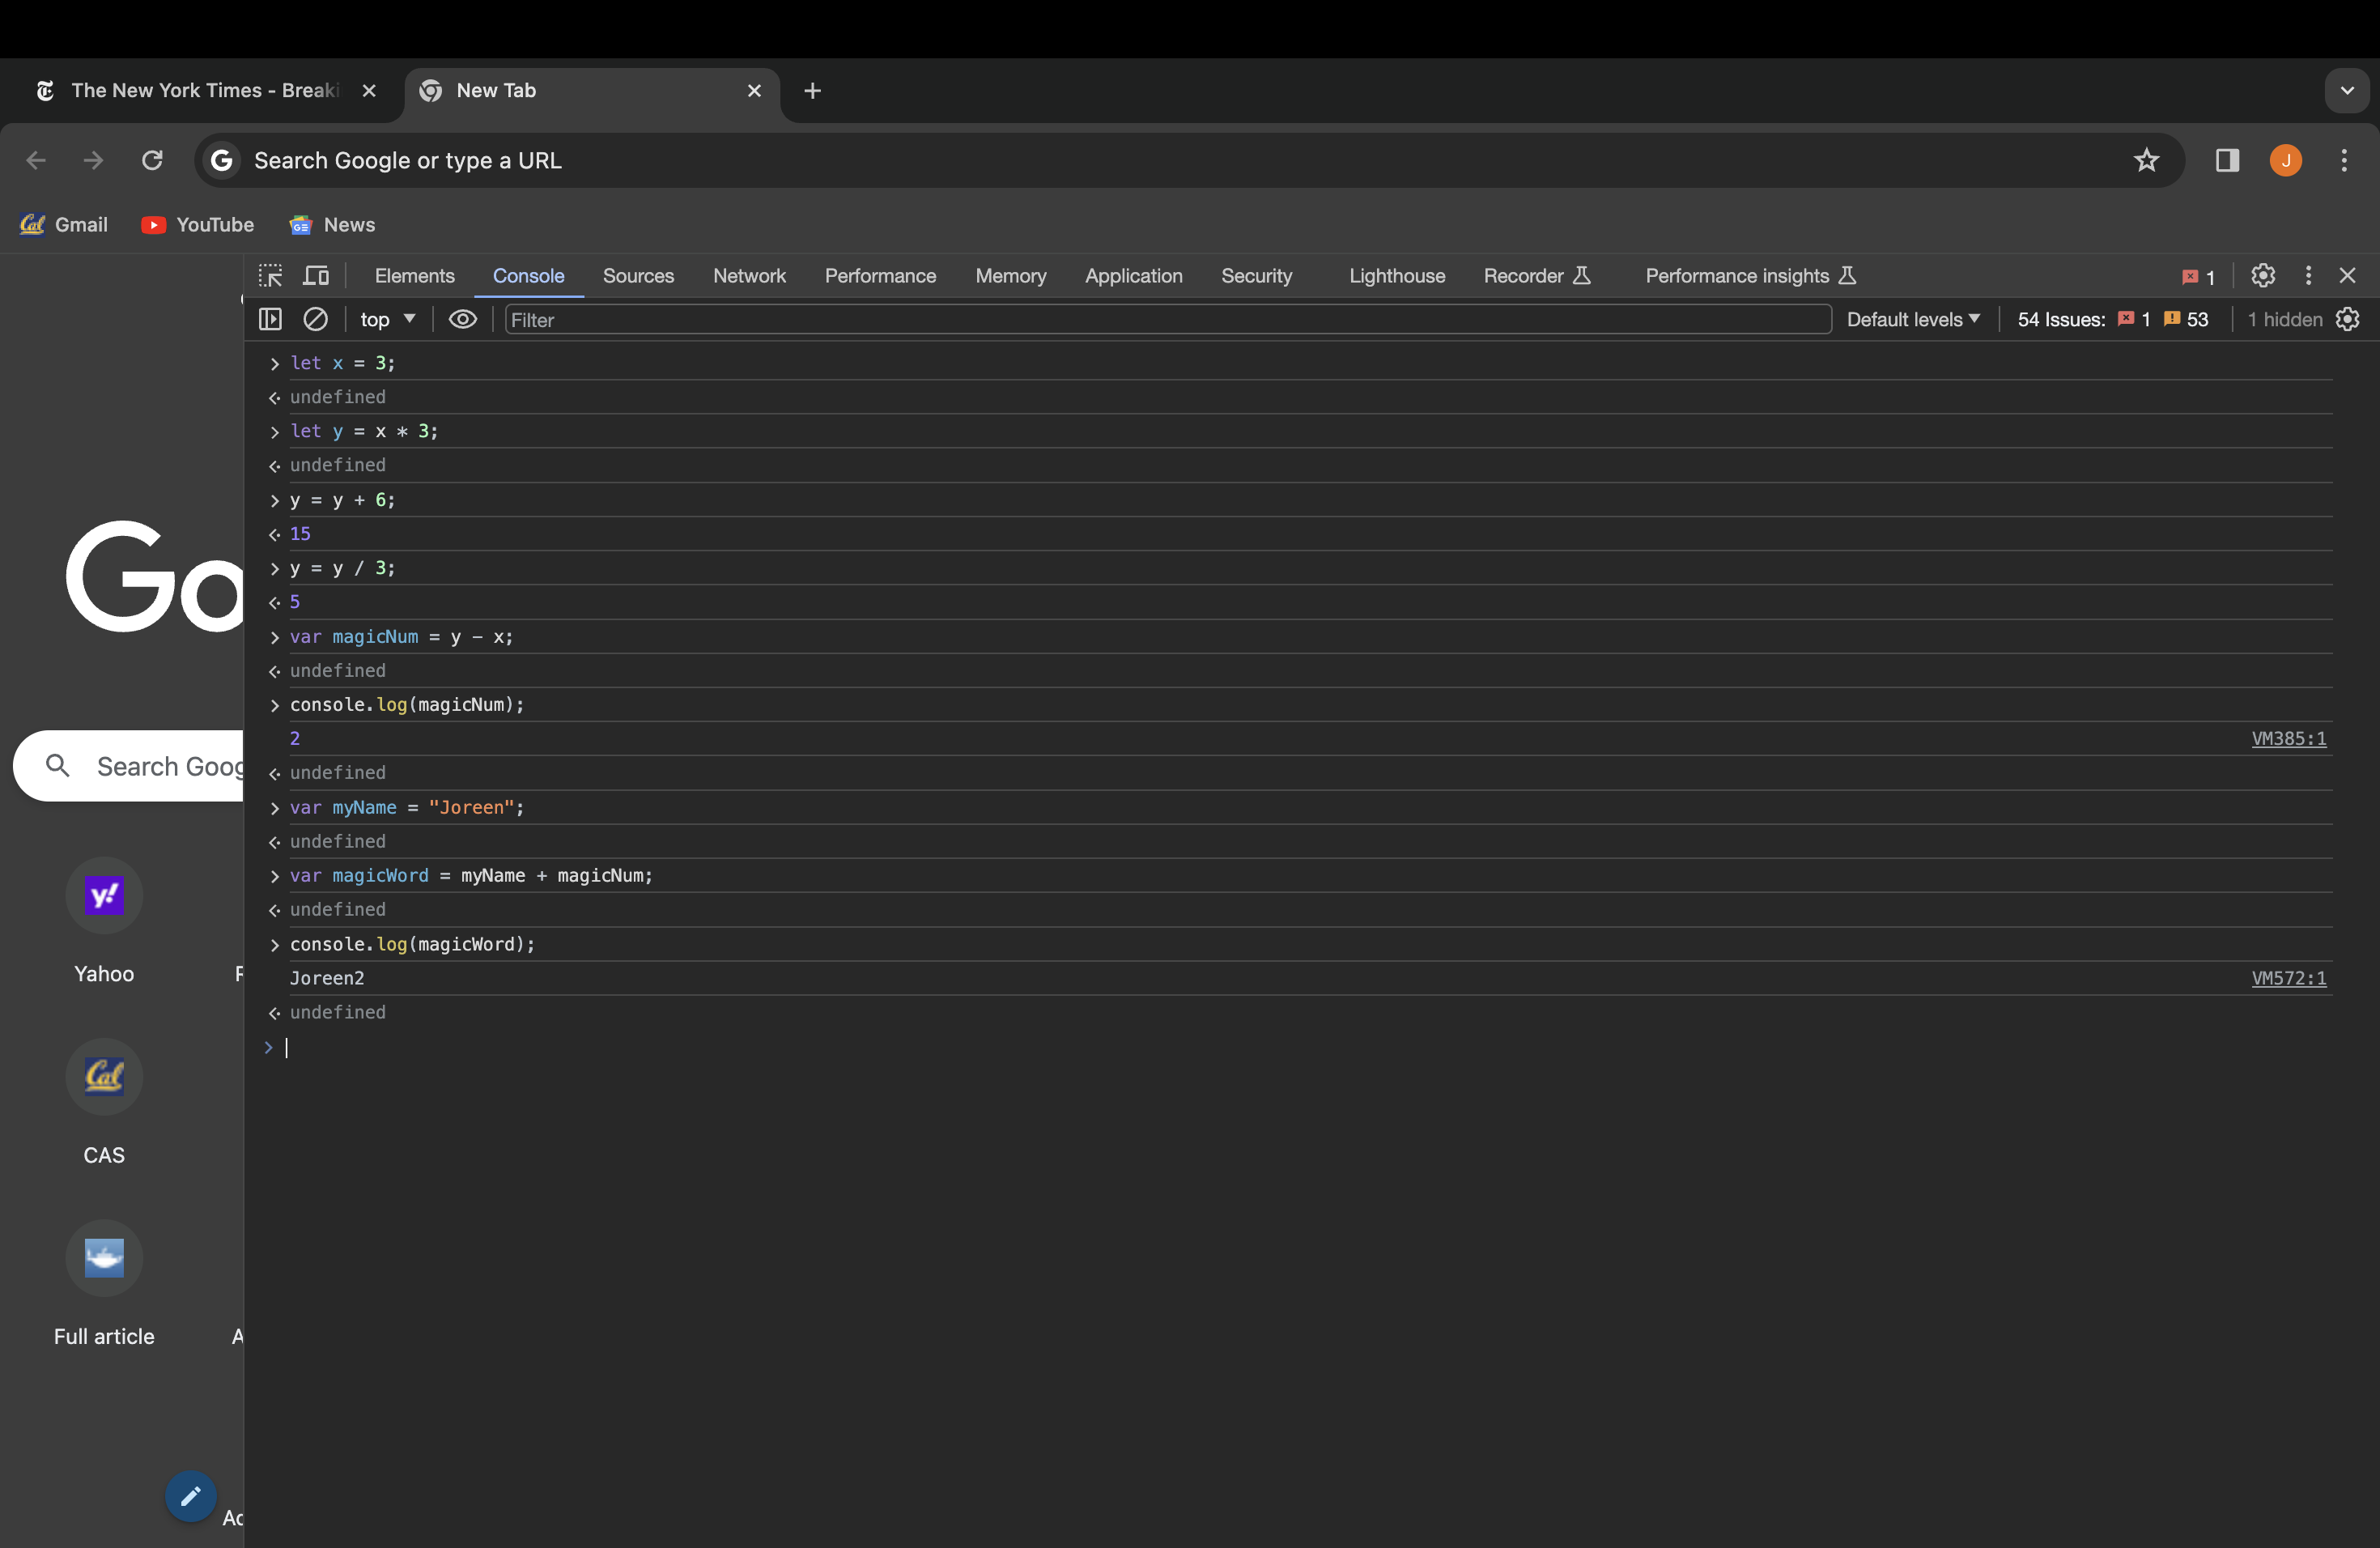 The New York Times - Breaki
New Tab
Search Google or type a URL
J
Gmail
YouTube
News
Elements Console Sources Network Performance Memory Application Security Lighthouse Recorder Performance insights 1
top Filter Default levels 54 Issues: 1 53 1 hidden
> let x = 3;
undefined
> let y = x * 3;
undefined
> y = y + 6;
15
> y = y / 3;
5
> var magicNum = y - x;
undefined
> console.log(magicNum);
2 VM385:1
undefined
> var myName = "Joreen";
undefined
> var magicWord = myName + magicNum;
undefined
> console.log(magicWord);
Joreen2 VM572:1
undefined
>
Go
Search Goog
y!
Yahoo
Cal
CAS
Full article